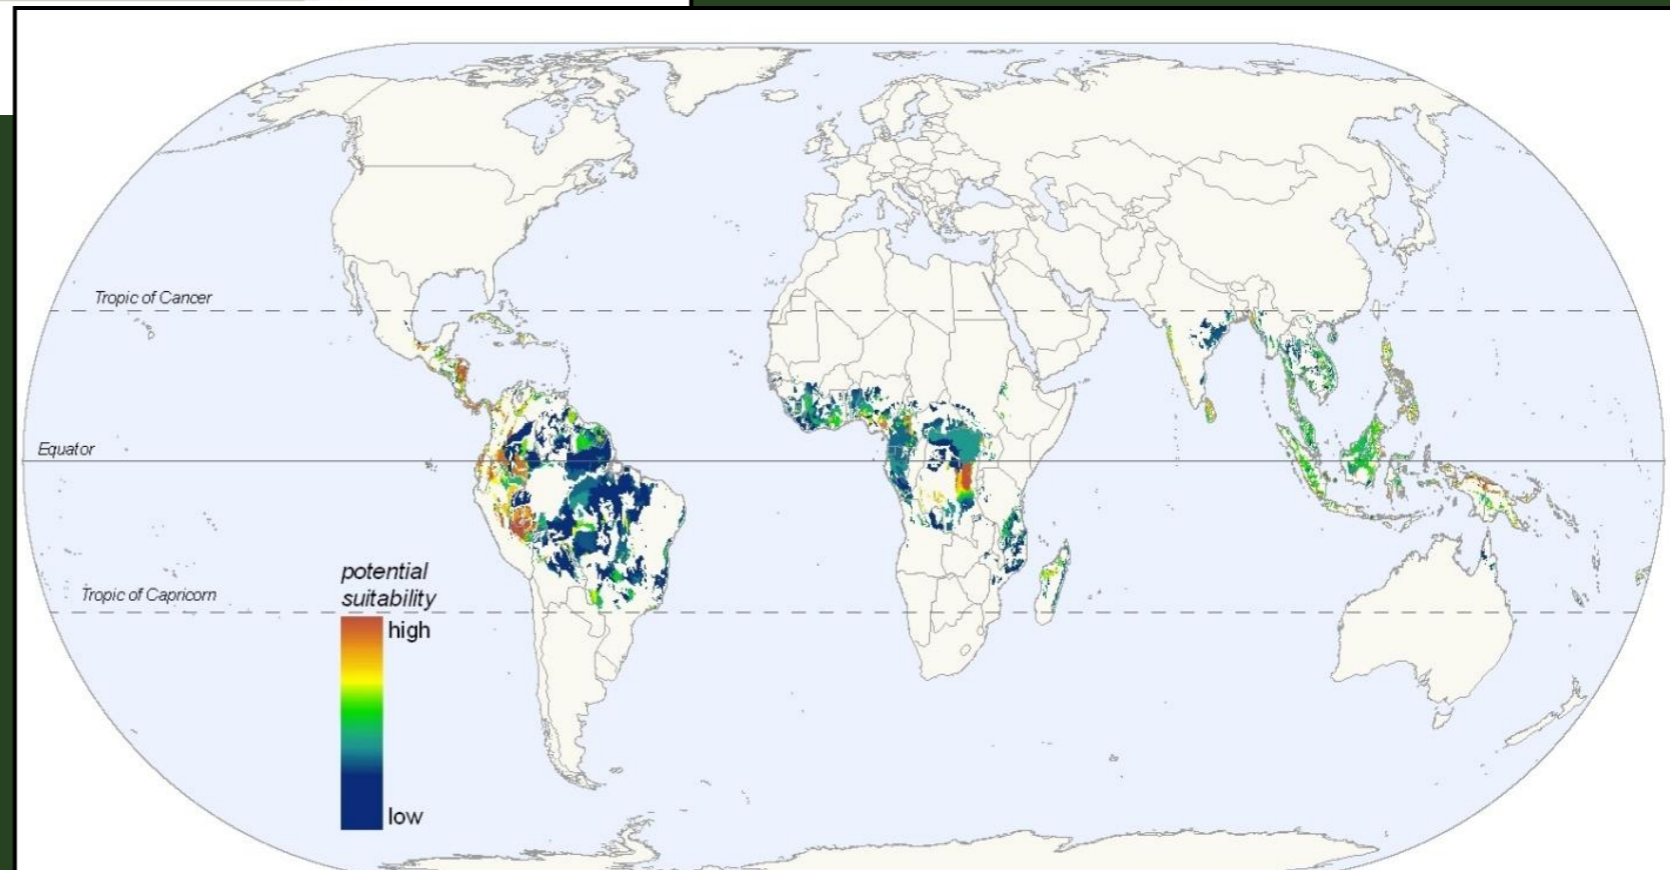 Tropic of Cancer
Equator
Tropic of Capricorn
potential
suitability
high
low